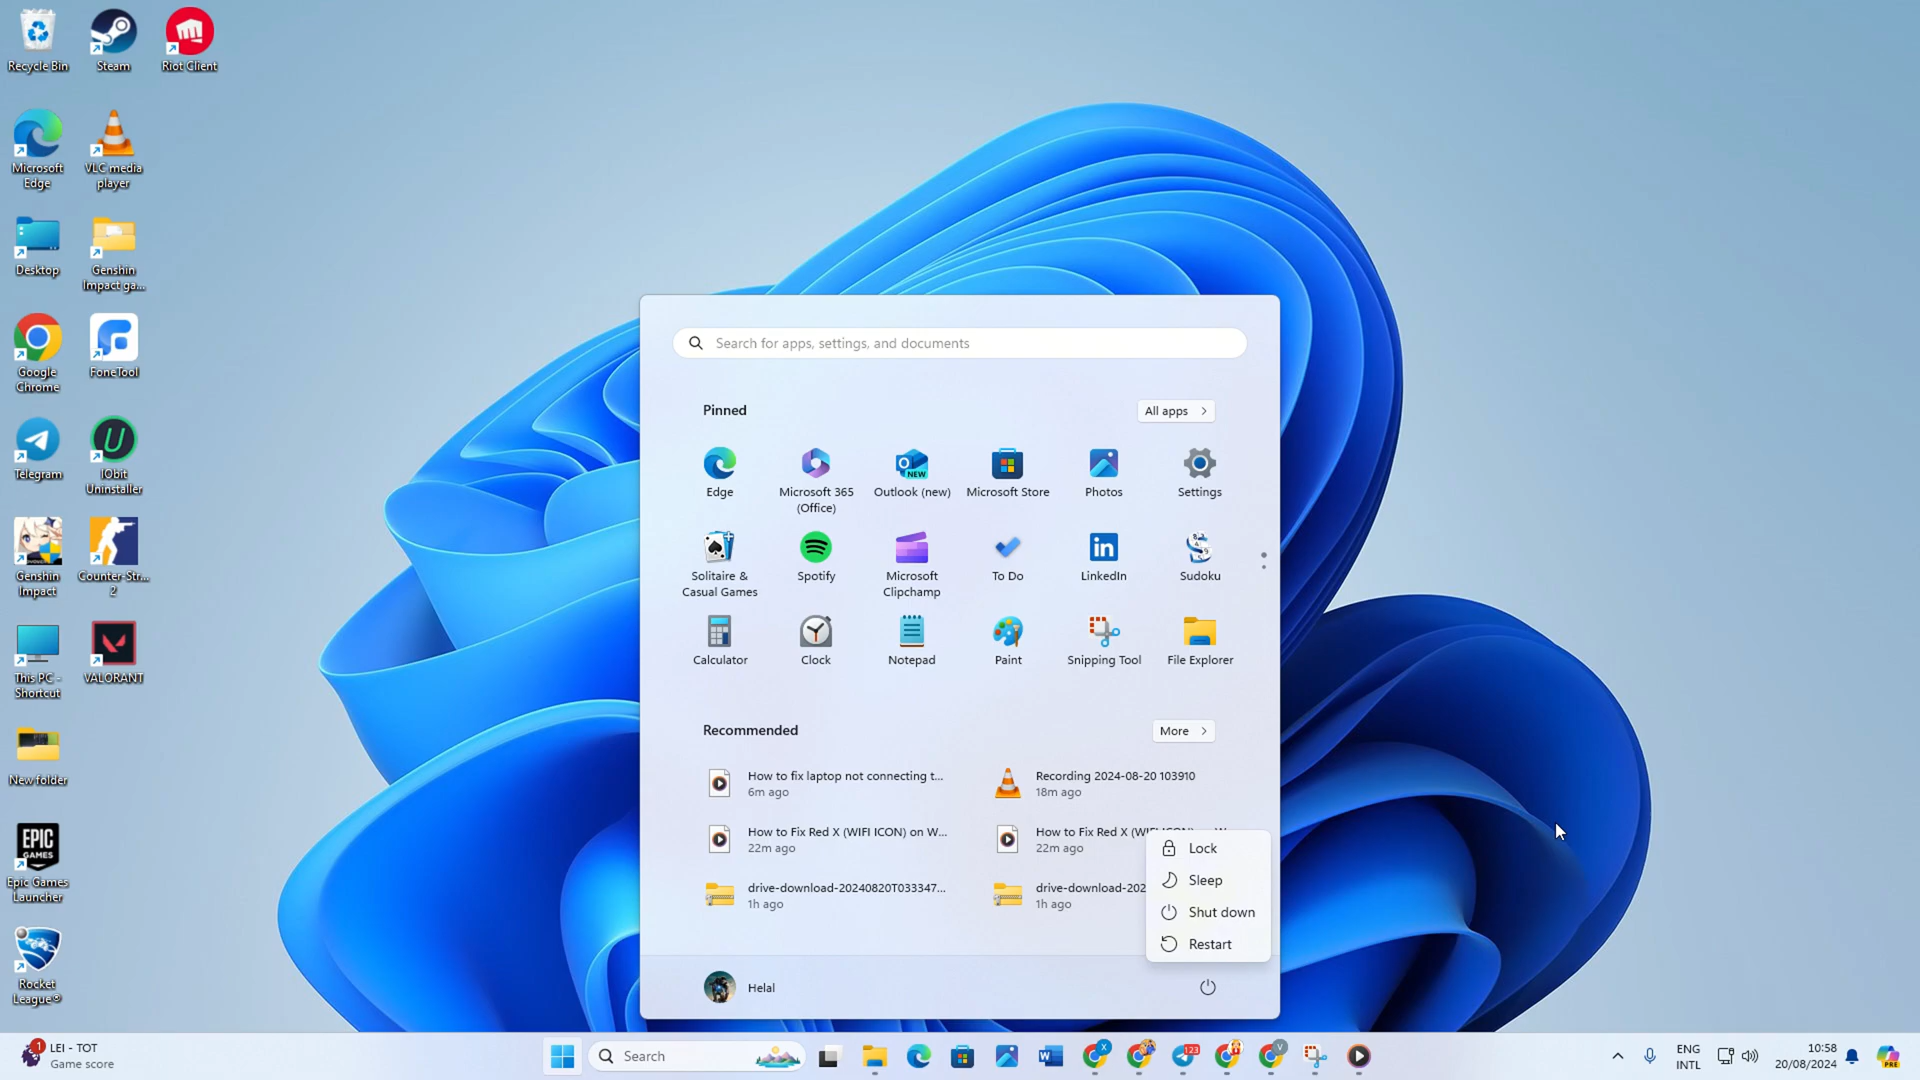 Recycle Bin
Steam
Riot Client
Microsoft
Edge
VLC media
player
Desktop
Genshin
Impact ga...
Google
Chrome
FoneTool
Telegram
IObit
Uninstaller
Genshin
Impact
Counter-Str...
2
This PC -
Shortcut
VALORANT
New folder
EPIC
GAMES
Epic Games
Launcher
Rocket
League®
Search for apps, settings, and documents
Pinned
All apps
Edge
Microsoft 365
(Office)
NEW
Outlook (new)
Microsoft Store
Photos
Settings
Solitaire &
Casual Games
Spotify
Microsoft
Clipchamp
To Do
LinkedIn
Sudoku
Calculator
Clock
Notepad
Paint
Snipping Tool
File Explorer
Recommended
More
How to fix laptop not connecting t...
6m ago
Recording 2024-08-20 103910
18m ago
How to Fix Red X (WIFI ICON) on W...
22m ago
How to Fix Red X
22m ago
drive-download-20240820T033347...
1h ago
drive-download-202
1h ago
Lock
Sleep
Shut down
Restart
Helal
1
LEI - TOT
Game score
Search
X
123
V
ENG
INTL
10:58
20/08/2024
PRE